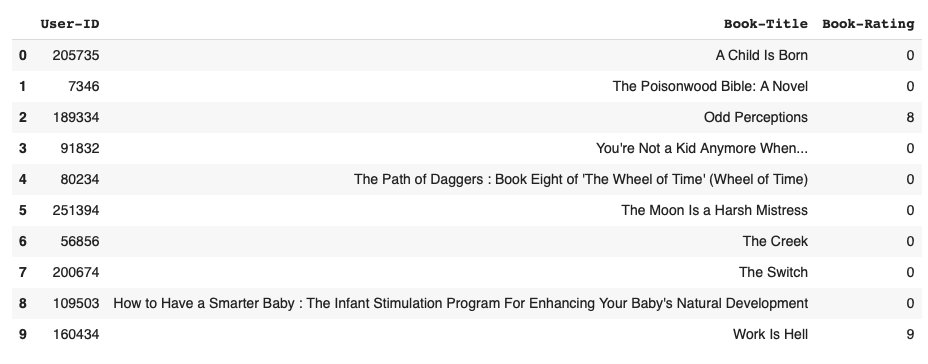 User-ID Book-Title Book-Rating
0 205735 A Child Is Born 0
1 7346 The Poisonwood Bible: A Novel 0
2 189334 Odd Perceptions 8
3 91832 You're Not a Kid Anymore When... 0
4 80234 The Path of Daggers : Book Eight of 'The Wheel of Time' (Wheel of Time) 0
5 251394 The Moon Is a Harsh Mistress 0
6 56856 The Creek 0
7 200674 The Switch 0
8 109503 How to Have a Smarter Baby : The Infant Stimulation Program For Enhancing Your Baby's Natural Development 0
9 160434 Work Is Hell 9